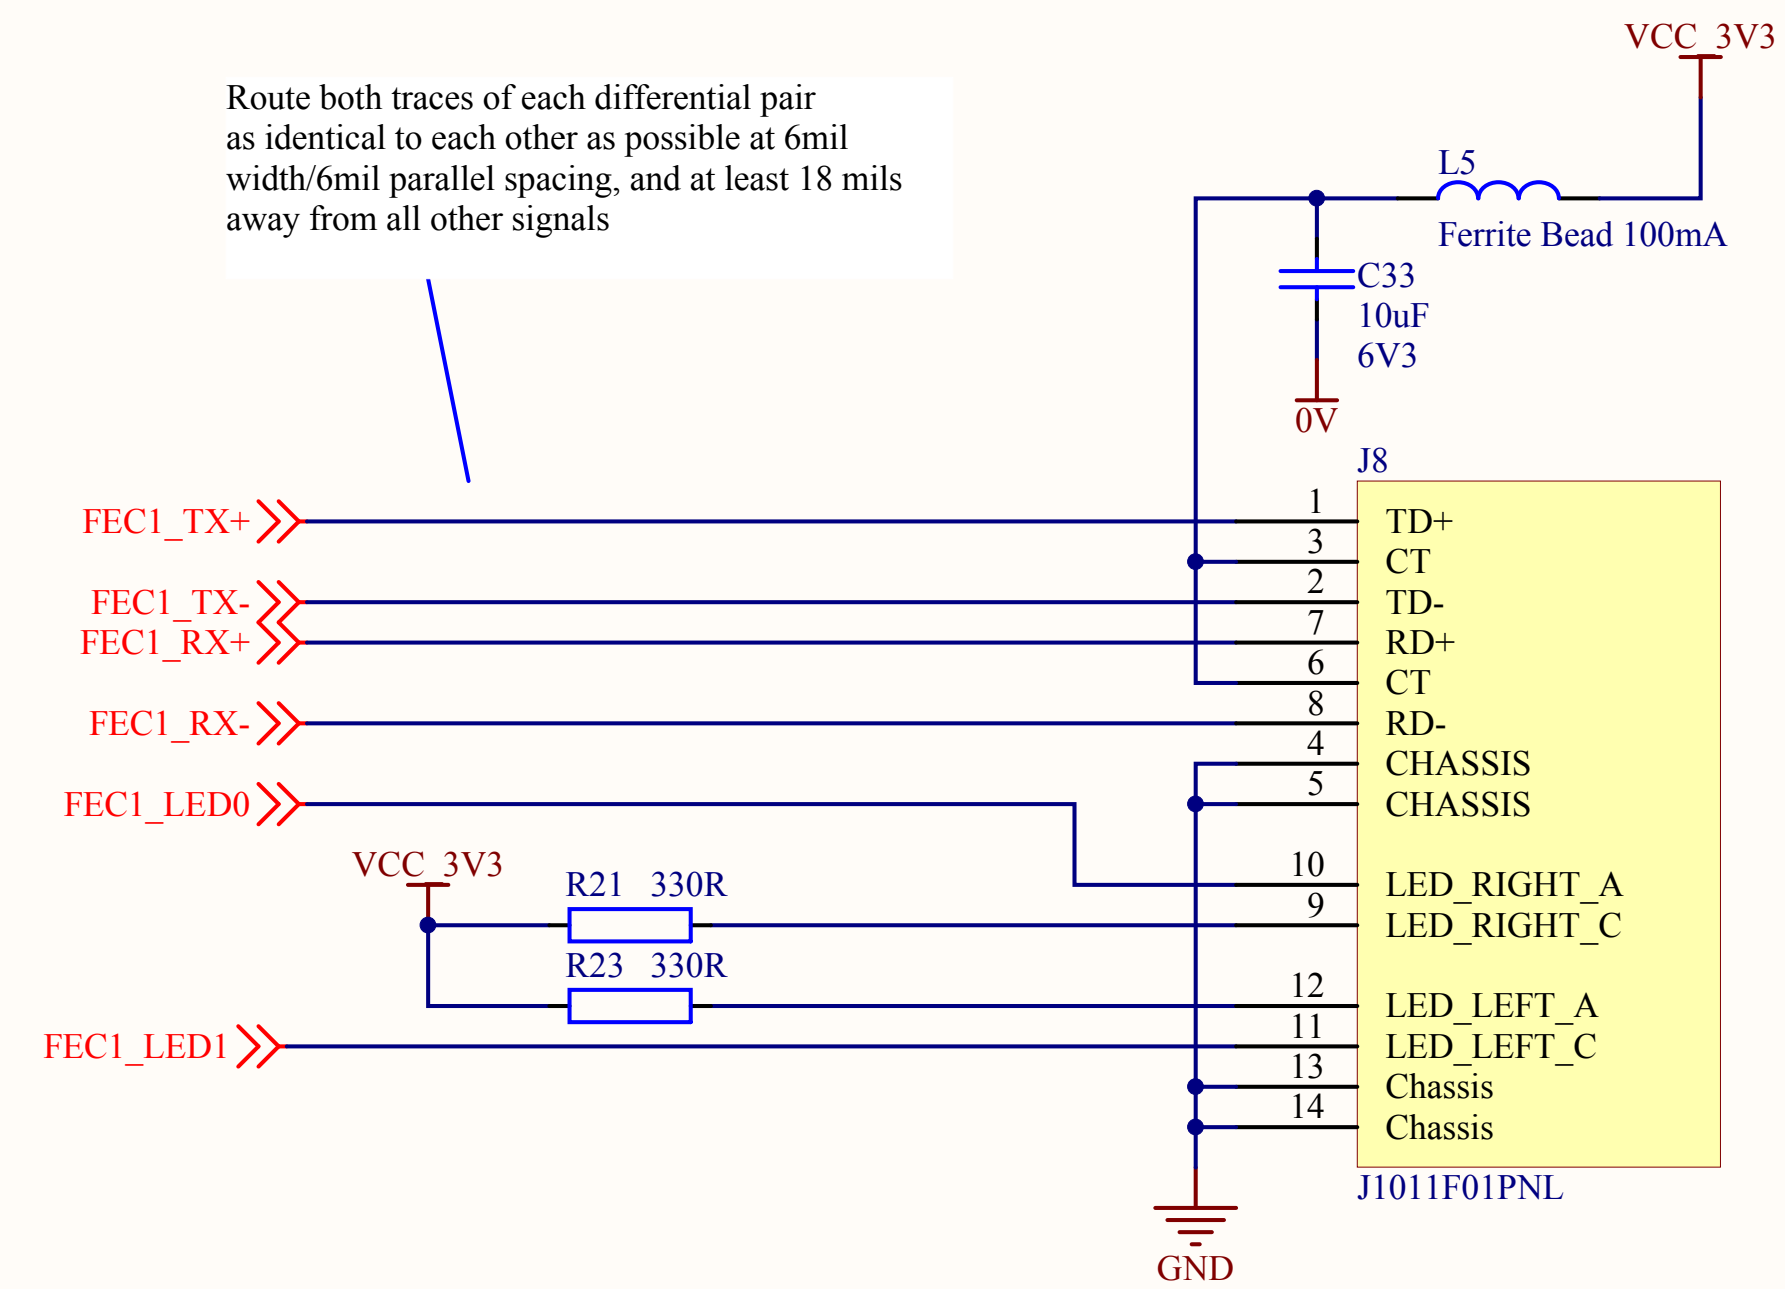 VCC_3V3
Route both traces of each differential pair
as identical to each other as possible at 6mil
width/6mil parallel spacing, and at least 18 mils
away from all other signals
L5
Ferrite Bead 100mA
C33
10uF
6V3
0V
J8
FEC1_TX+
1
TD+
3
CT
FEC1_TX-
2
TD-
FEC1_RX+
7
RD+
6
CT
FEC1_RX-
8
RD-
4
CHASSIS
FEC1_LED0
5
CHASSIS
VCC_3V3
R21 330R
10
LED_RIGHT_A
9
LED_RIGHT_C
R23 330R
12
LED_LEFT_A
FEC1_LED1
11
LED_LEFT_C
13
Chassis
14
Chassis
J1011F01PNL
GND